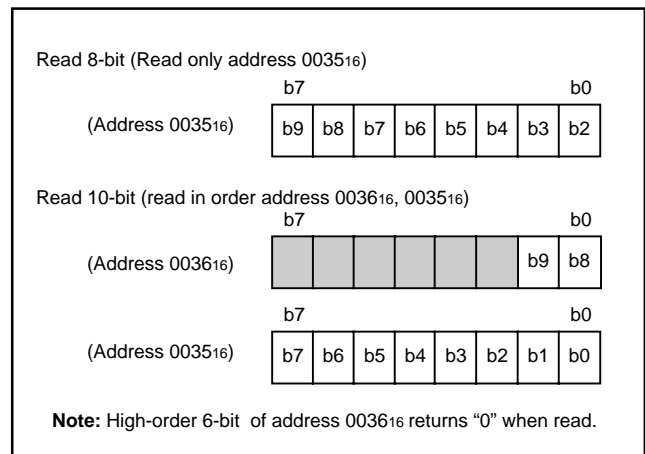 Read 8-bit (Read only address 003516)
b7 b0
(Address 003516) b9 b8 b7 b6 b5 b4 b3 b2
Read 10-bit (read in order address 003616, 003516)
b7 b0
(Address 003616) b9 b8
b7 b0
(Address 003516) b7 b6 b5 b4 b3 b2 b1 b0
Note: High-order 6-bit of address 003616 returns “0” when read.